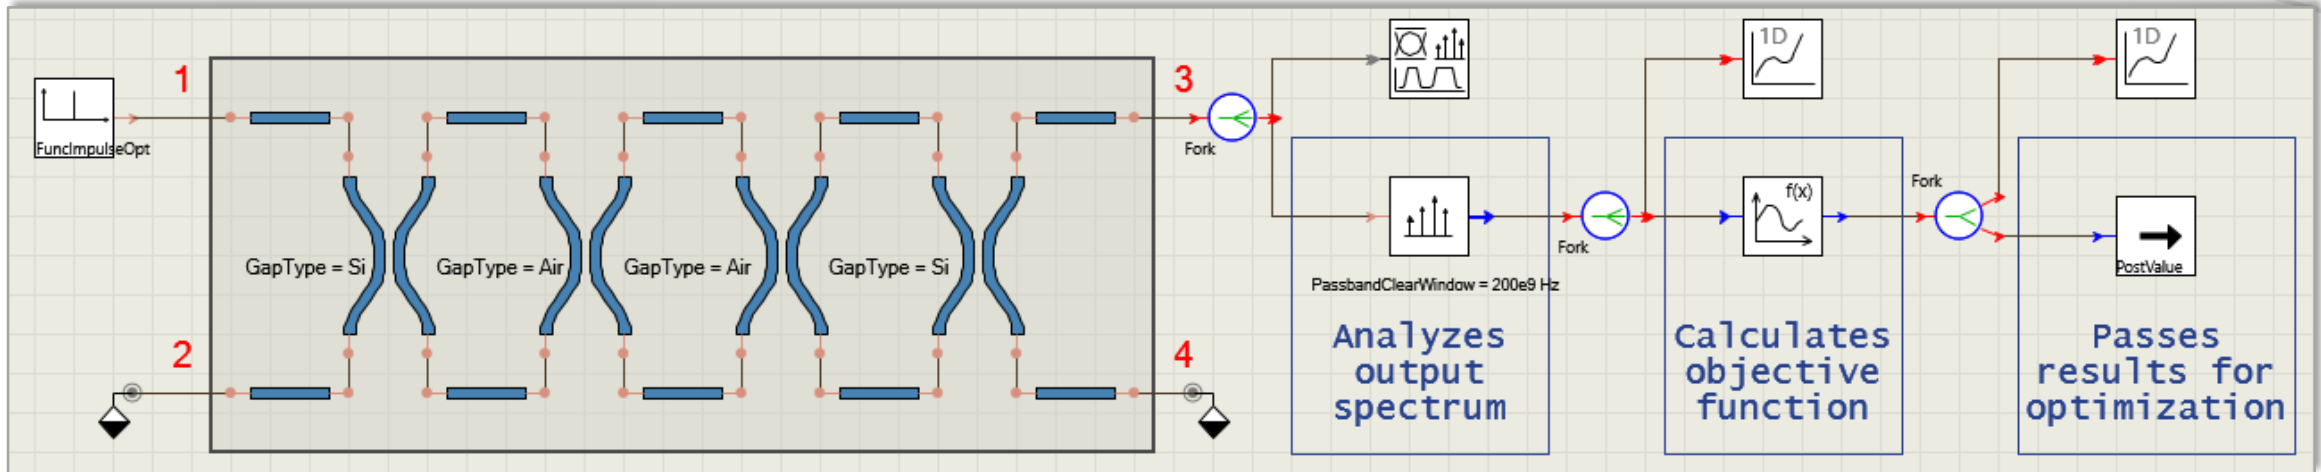 1
FuncImpulseOpt
2
GapType = Si
GapType = Air
GapType = Air
GapType = Si
3
4
Fork
PassbandClearWindow = 200e9 Hz
Analyzes
output
spectrum
Fork
1D
f(x)
Calculates
objective
function
Fork
1D
PostValue
Passes
results for
optimization